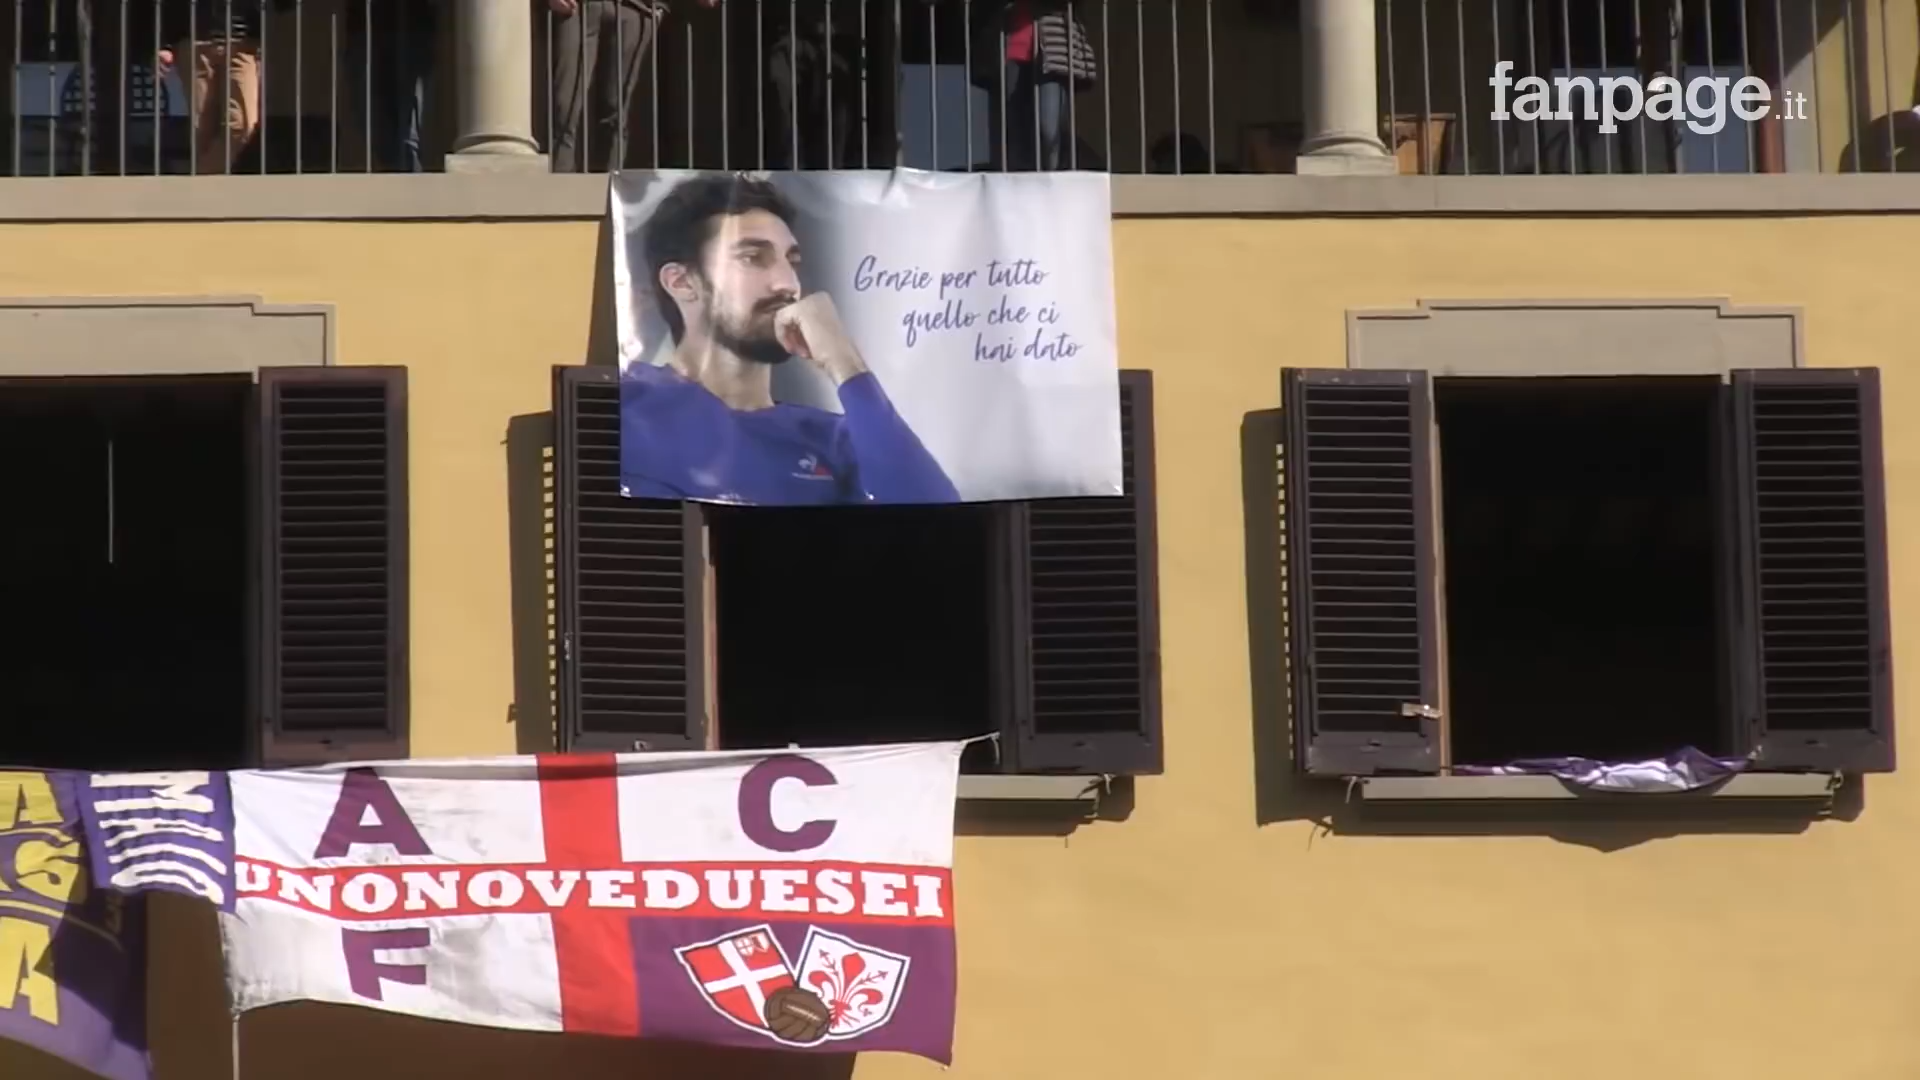 fanpage.it
Grazie per tutto
quello che ci
hai dato
A C
UNONOVEDUESEI
F